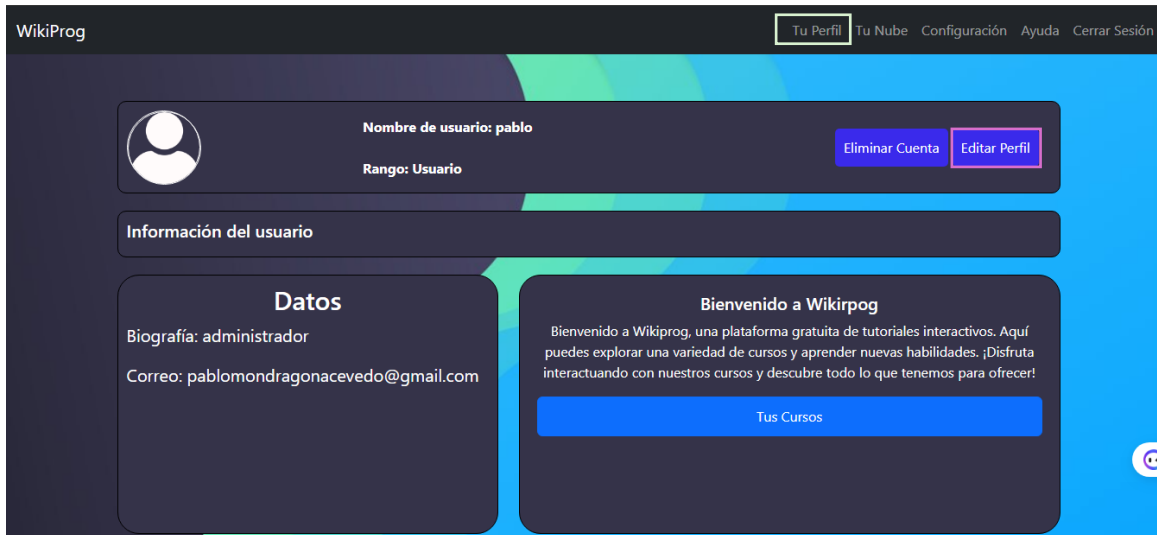 WikiProg
Tu Perfil Tu Nube Configuración Ayuda Cerrar Sesión
Nombre de usuario: pablo
Rango: Usuario
Eliminar Cuenta Editar Perfil
Información del usuario
Datos
Biografía: administrador
Correo: pablomondragonacevedo@gmail.com
Bienvenido a Wikirpog
Bienvenido a Wikiprog, una plataforma gratuita de tutoriales interactivos. Aquí
puedes explorar una variedad de cursos y aprender nuevas habilidades. ¡Disfruta
interactuando con nuestros cursos y descubre todo lo que tenemos para ofrecer!
Tus Cursos